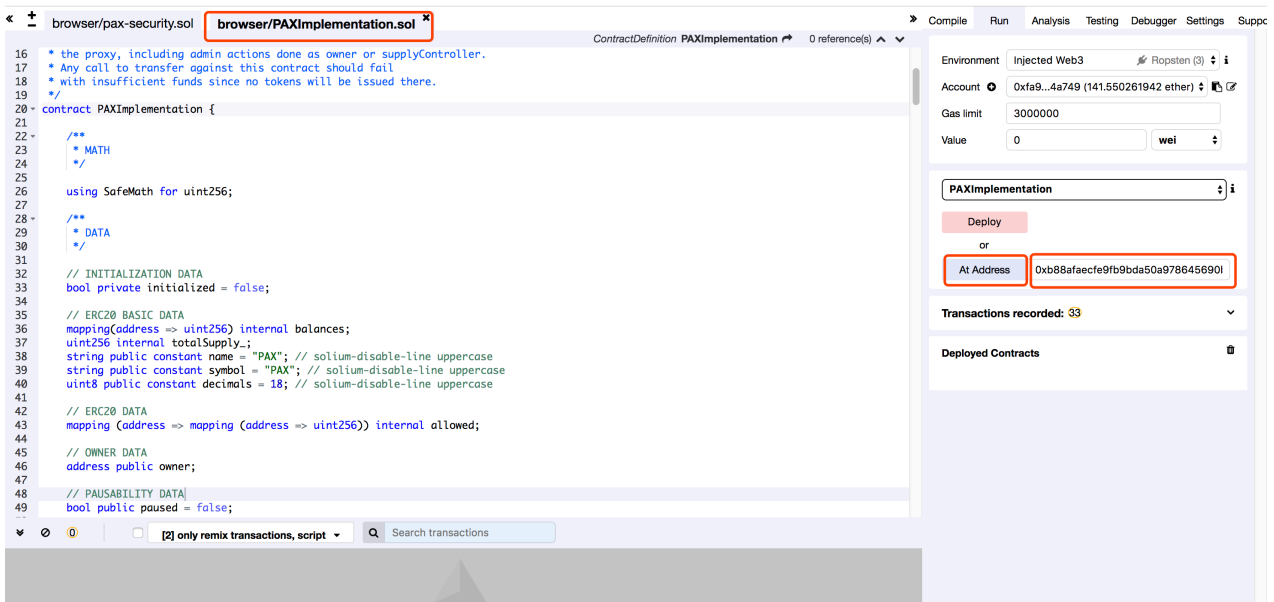 browser/pax-security.sol
browser/PAXImplementation.sol
ContractDefinition PAXImplementation 0 reference(s)
16 * the proxy, including admin actions done as owner or supplyController.
17 * Any call to transfer against this contract should fail
18 * with insufficient funds since no tokens will be issued there.
19 */
20 contract PAXImplementation {
21
22 /**
23 * MATH
24 */
25
26 using SafeMath for uint256;
27
28 /**
29 * DATA
30 */
31
32 // INITIALIZATION DATA
33 bool private initialized = false;
34
35 // ERC20 BASIC DATA
36 mapping(address => uint256) internal balances;
37 uint256 internal totalSupply_;
38 string public constant name = "PAX"; // solium-disable-line uppercase
39 string public constant symbol = "PAX"; // solium-disable-line uppercase
40 uint8 public constant decimals = 18; // solium-disable-line uppercase
41
42 // ERC20 DATA
43 mapping (address => mapping (address => uint256)) internal allowed;
44
45 // OWNER DATA
46 address public owner;
47
48 // PAUSABILITY DATA
49 bool public paused = false;
0
[2] only remix transactions, script
Search transactions
Compile Run Analysis Testing Debugger Settings Suppo
Environment Injected Web3 Ropsten (3)
Account 0xfa9...4a749 (141.550261942 ether)
Gas limit 3000000
Value 0 wei
PAXImplementation
Deploy
or
At Address 0xb88afaecfe9fb9bda50a978645690
Transactions recorded: 33
Deployed Contracts